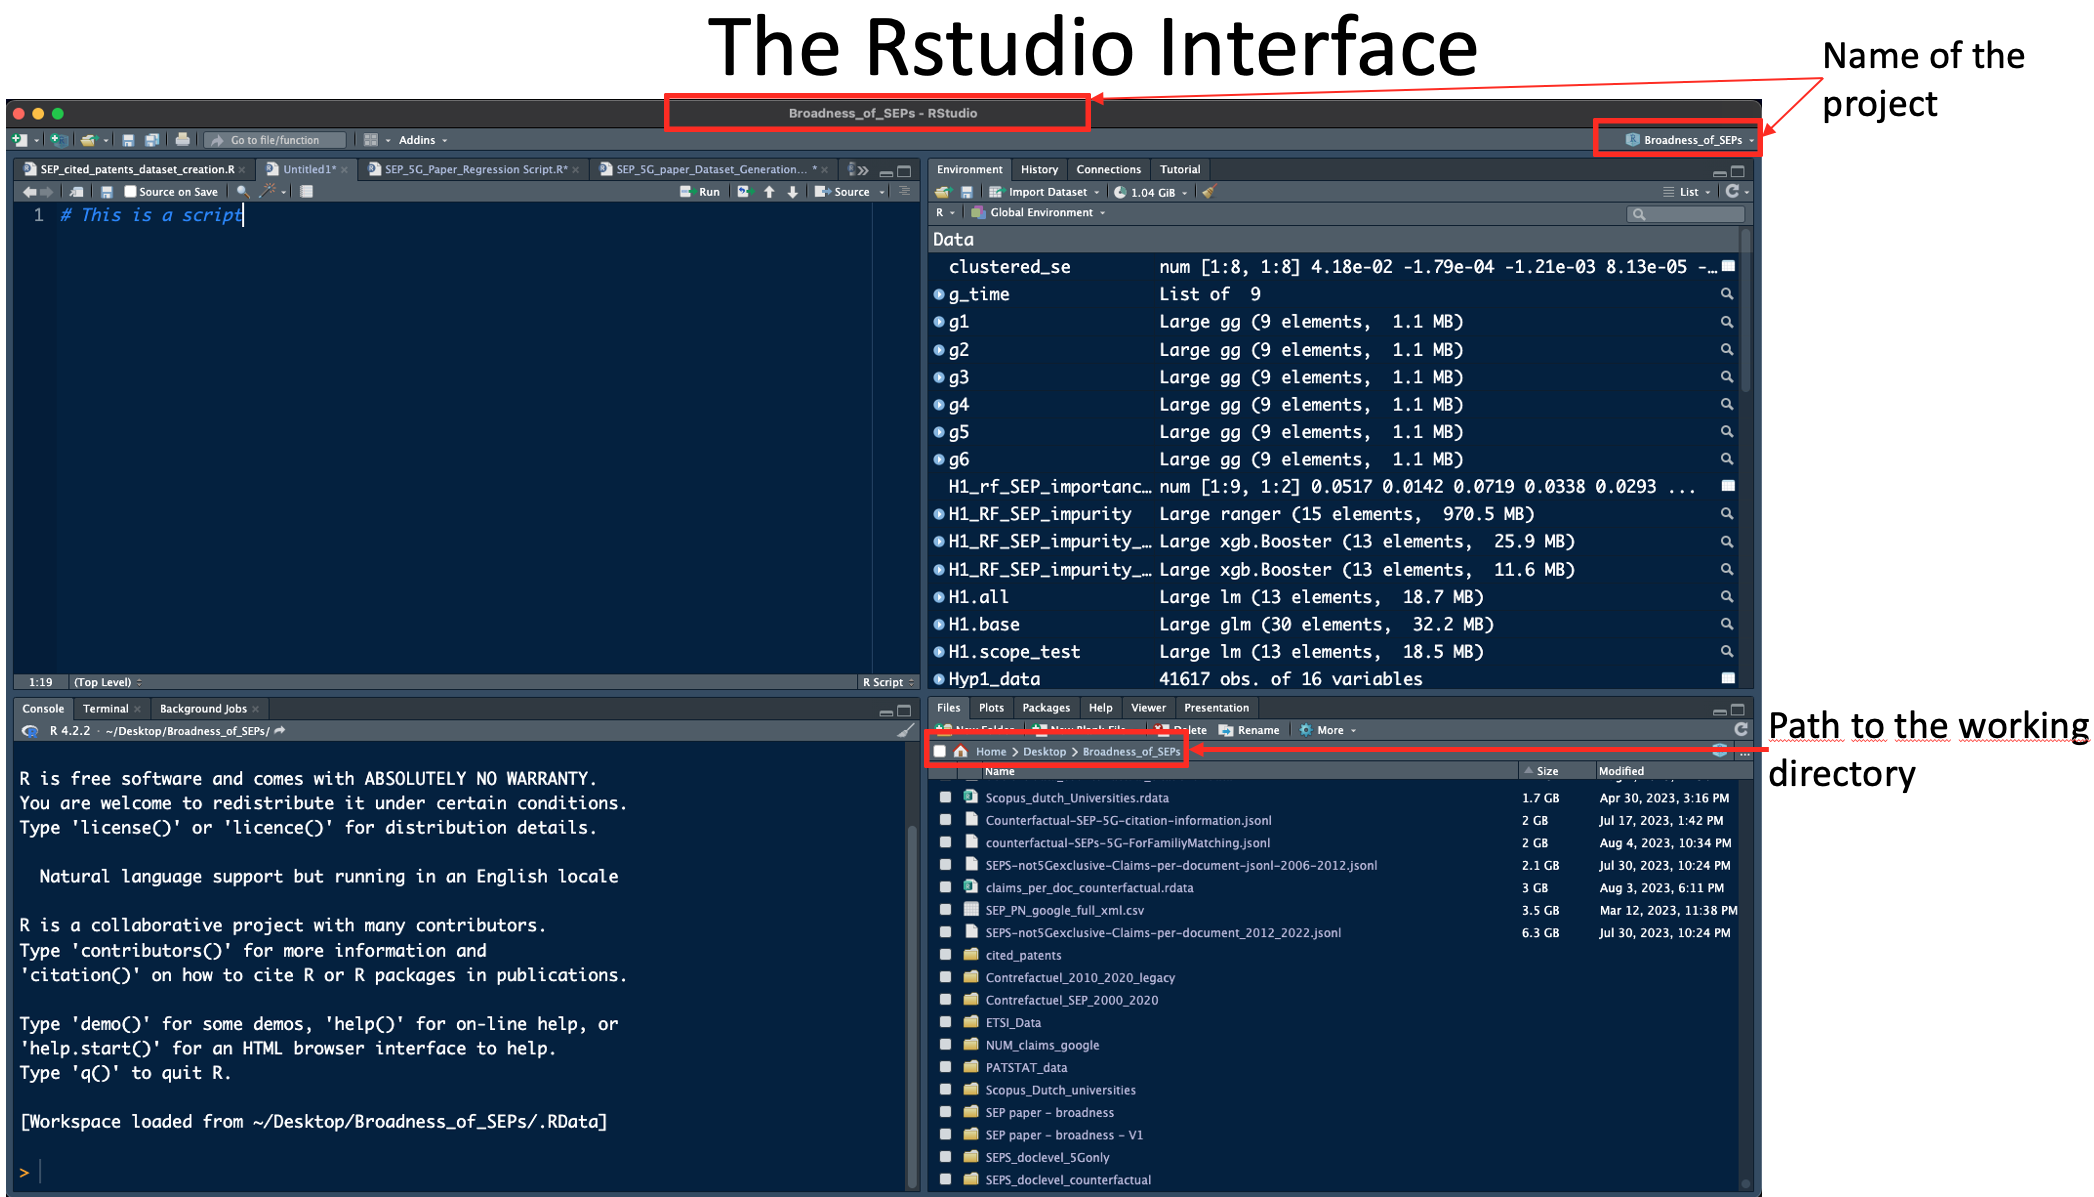 The Rstudio Interface
Name of the
project
Broadness_of_SEPs - RStudio
Go to file/function
Addins
Broadness_of_SEPs
SEP_cited_patents_dataset_creation.R
Untitled1*
SEP_5G_Paper_Regression Script.R*
SEP_5G_paper_Dataset_Generation... *
Source on Save
Run
Source
1 # This is a script
1:19 (Top Level)
R Script
Environment History Connections Tutorial
Import Dataset
1.04 GiB
List
R Global Environment
Data
clustered_se num [1:8, 1:8] 4.18e-02 -1.79e-04 -1.21e-03 8.13e-05 -…
g_time List of 9
g1 Large gg (9 elements, 1.1 MB)
g2 Large gg (9 elements, 1.1 MB)
g3 Large gg (9 elements, 1.1 MB)
g4 Large gg (9 elements, 1.1 MB)
g5 Large gg (9 elements, 1.1 MB)
g6 Large gg (9 elements, 1.1 MB)
H1_rf_SEP_importanc… num [1:9, 1:2] 0.0517 0.0142 0.0719 0.0338 0.0293 ...
H1_RF_SEP_impurity Large ranger (15 elements, 970.5 MB)
H1_RF_SEP_impurity_… Large xgb.Booster (13 elements, 25.9 MB)
H1_RF_SEP_impurity_… Large xgb.Booster (13 elements, 11.6 MB)
H1.all Large lm (13 elements, 18.7 MB)
H1.base Large glm (30 elements, 32.2 MB)
H1.scope_test Large lm (13 elements, 18.5 MB)
Hyp1_data 41617 obs. of 16 variables
Console Terminal Background Jobs
R 4.2.2 · ~/Desktop/Broadness_of_SEPs/
R is free software and comes with ABSOLUTELY NO WARRANTY.
You are welcome to redistribute it under certain conditions.
Type 'license()' or 'licence()' for distribution details.
Natural language support but running in an English locale
R is a collaborative project with many contributors.
Type 'contributors()' for more information and
'citation()' on how to cite R or R packages in publications.
Type 'demo()' for some demos, 'help()' for on-line help, or
'help.start()' for an HTML browser interface to help.
Type 'q()' to quit R.
[Workspace loaded from ~/Desktop/Broadness_of_SEPs/.RData]
>
Files Plots Packages Help Viewer Presentation
New Folder New Blank File Delete Rename More
Home Desktop Broadness_of_SEPs
Name Size Modified
Scopus_dutch_Universities.rdata 1.7 GB Apr 30, 2023, 3:16 PM
Counterfactual-SEP-5G-citation-information.jsonl 2 GB Jul 17, 2023, 1:42 PM
counterfactual-SEPs-5G-ForFamiliyMatching.jsonl 2 GB Aug 4, 2023, 10:34 PM
SEPS-not5Gexclusive-Claims-per-document-jsonl-2006-2012.jsonl 2.1 GB Jul 30, 2023, 10:24 PM
claims_per_doc_counterfactual.rdata 3 GB Aug 3, 2023, 6:11 PM
SEP_PN_google_full_xml.csv 3.5 GB Mar 12, 2023, 11:38 PM
SEPS-not5Gexclusive-Claims-per-document_2012_2022.jsonl 6.3 GB Jul 30, 2023, 10:24 PM
cited_patents
Contrefactuel_2010_2020_legacy
Contrefactuel_SEP_2000_2020
ETSI_Data
NUM_claims_google
PATSTAT_data
Scopus_Dutch_universities
SEP paper - broadness
SEP paper - broadness - V1
SEPS_doclevel_5Gonly
SEPS_doclevel_counterfactual
Path to the working
directory